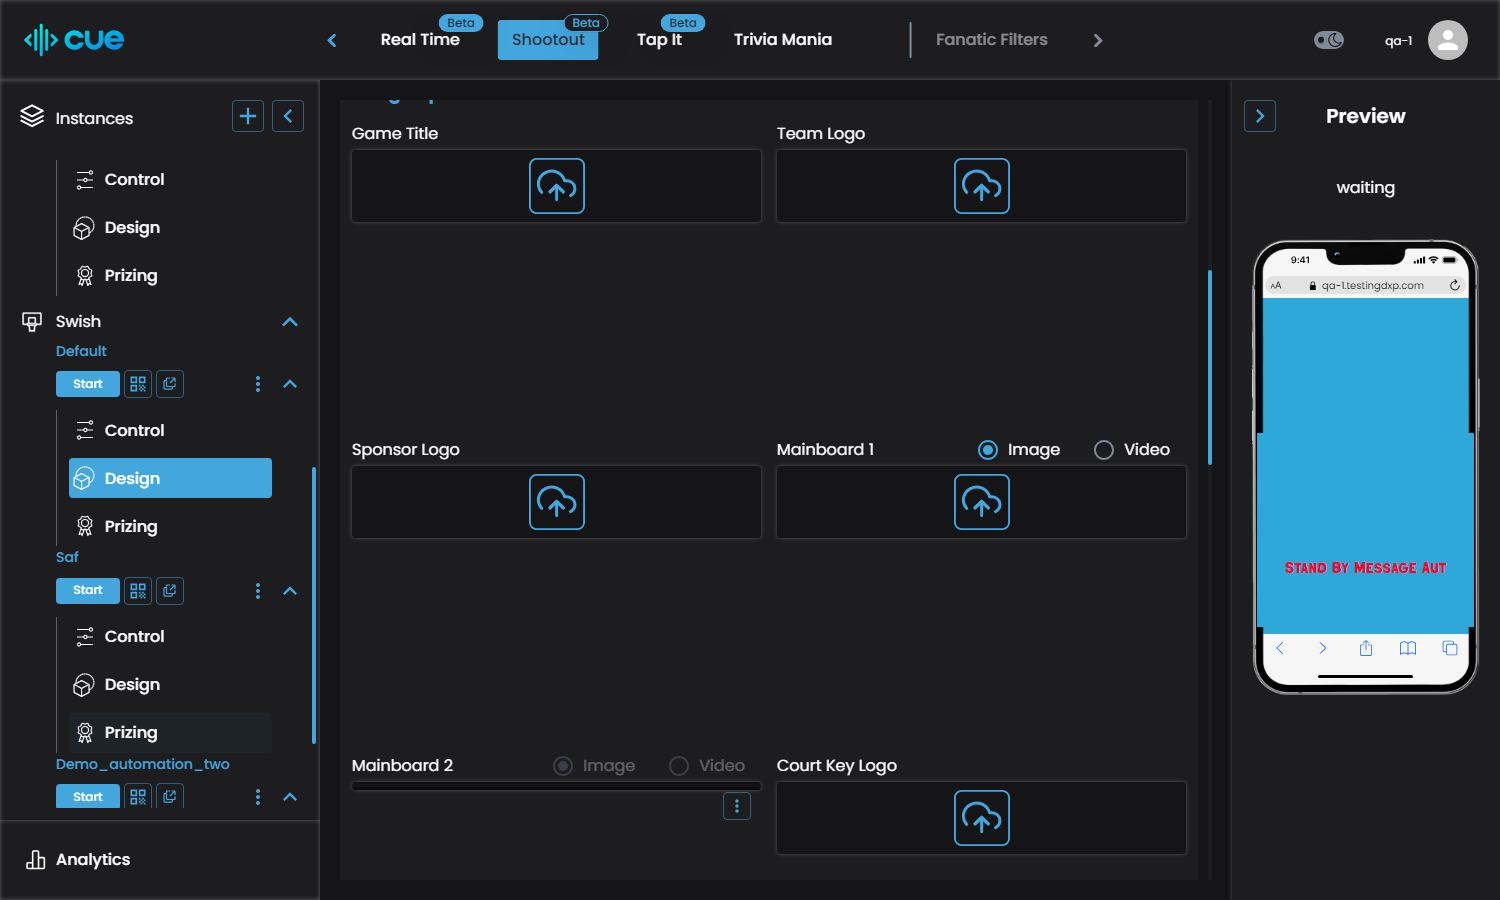 cue
Real Time
Beta
Shootout
Beta
Tap It
Beta
Trivia Mania
Fanatic Filters
qa-1
Instances
Control
Design
Prizing
Swish
Default
Start
Control
Design
Prizing
Saf
Start
Control
Design
Prizing
Demo_automation_two
Start
Analytics
Game Title
Team Logo
Sponsor Logo
Mainboard 1
Image
Video
Mainboard 2
Image
Video
Court Key Logo
Preview
waiting
9:41
AA
qa-1.testingdxp.com
Stand By Message Aut